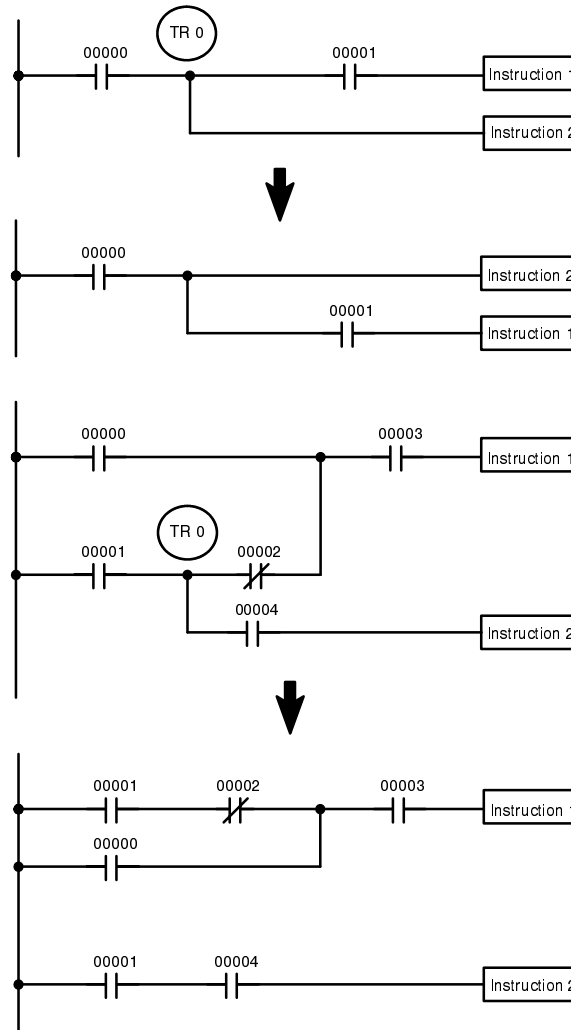 TR 0
00000
00001
Instruction 1
Instruction 2
00000
Instruction 2
00001
Instruction 1
00000
00003
Instruction 1
TR 0
00001
00002
00004
Instruction 2
00001
00002
00003
Instruction 1
00000
00001
00004
Instruction 2